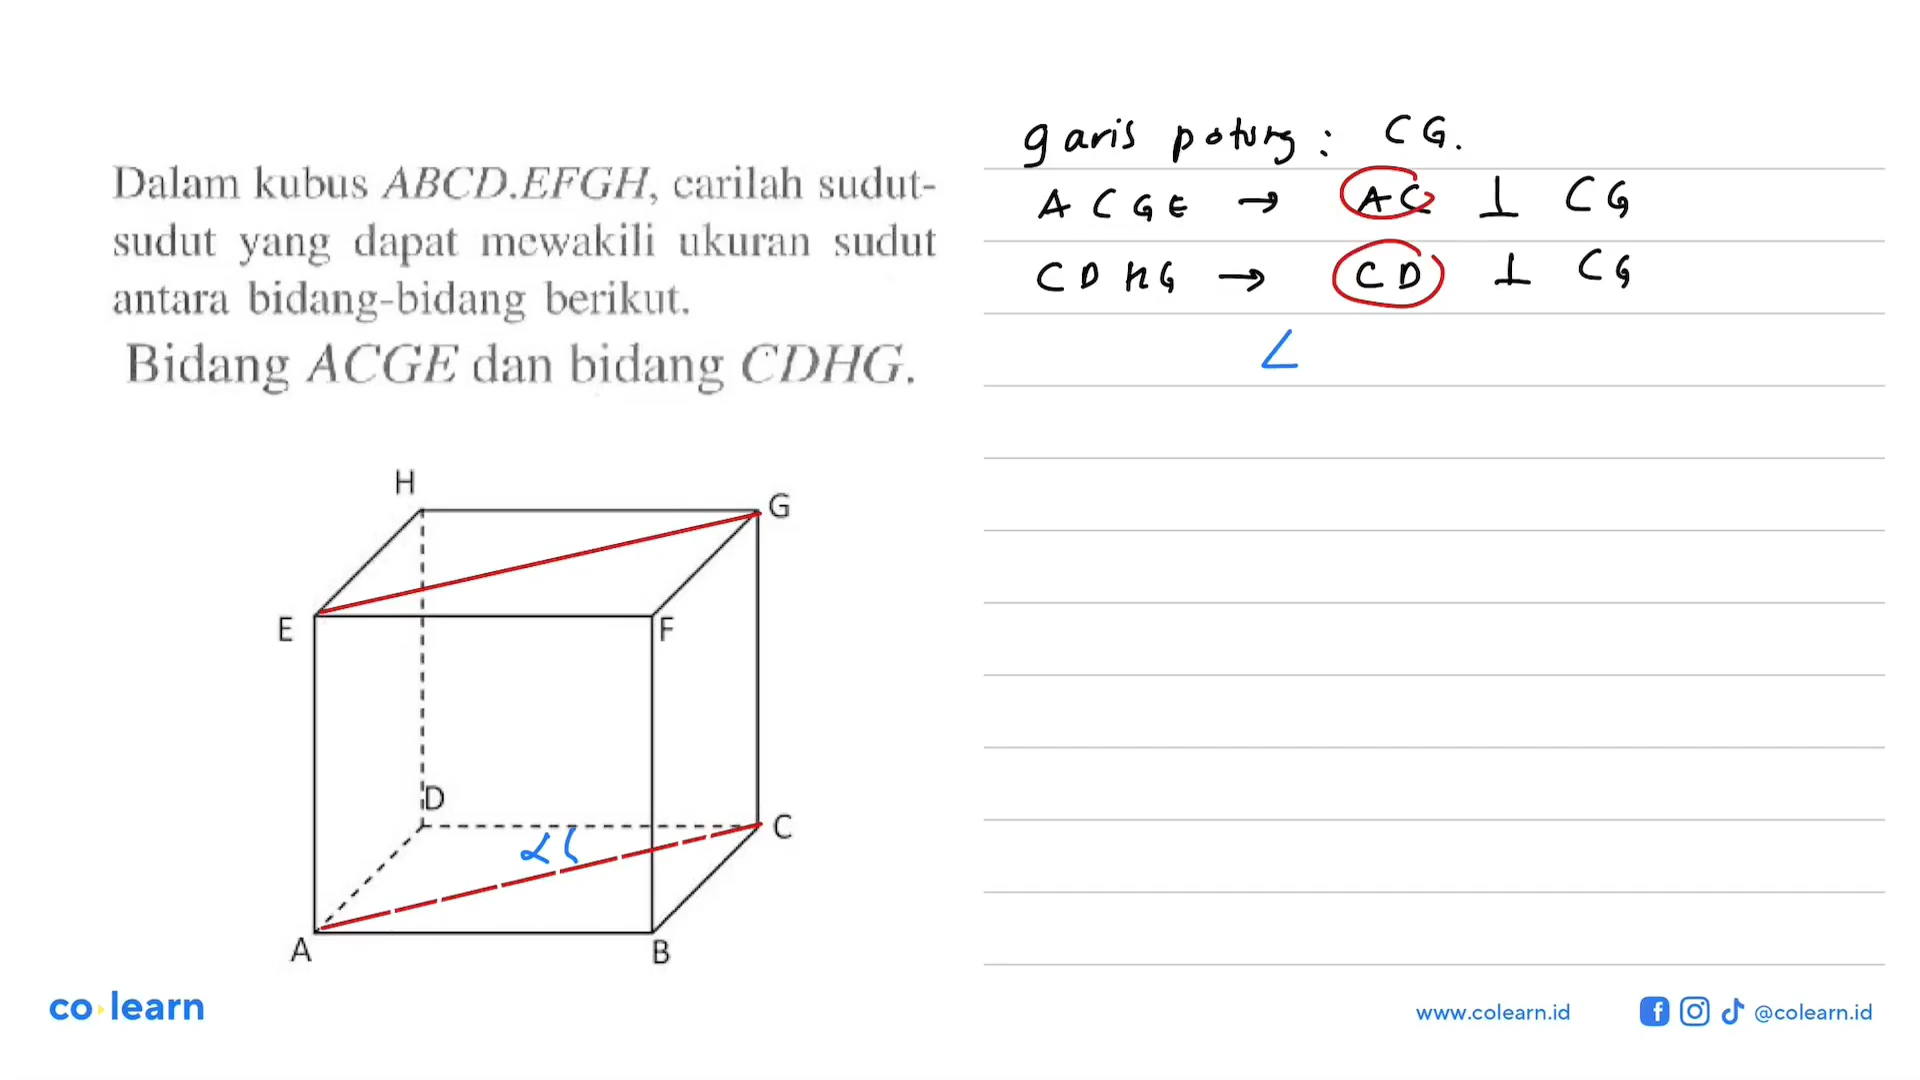 Dalam kubus ABCD.EFGH, carilah sudut-
sudut yang dapat mewakili ukuran sudut
antara bidang-bidang berikut.
Bidang ACGE dan bidang CDHG.
garis potong : CG.
ACGE → AC ⊥ CG
CDHG → CD ⊥ CG
∠
H
G
E
F
D
C
α
A
B
co learn
www.colearn.id
@colearn.id